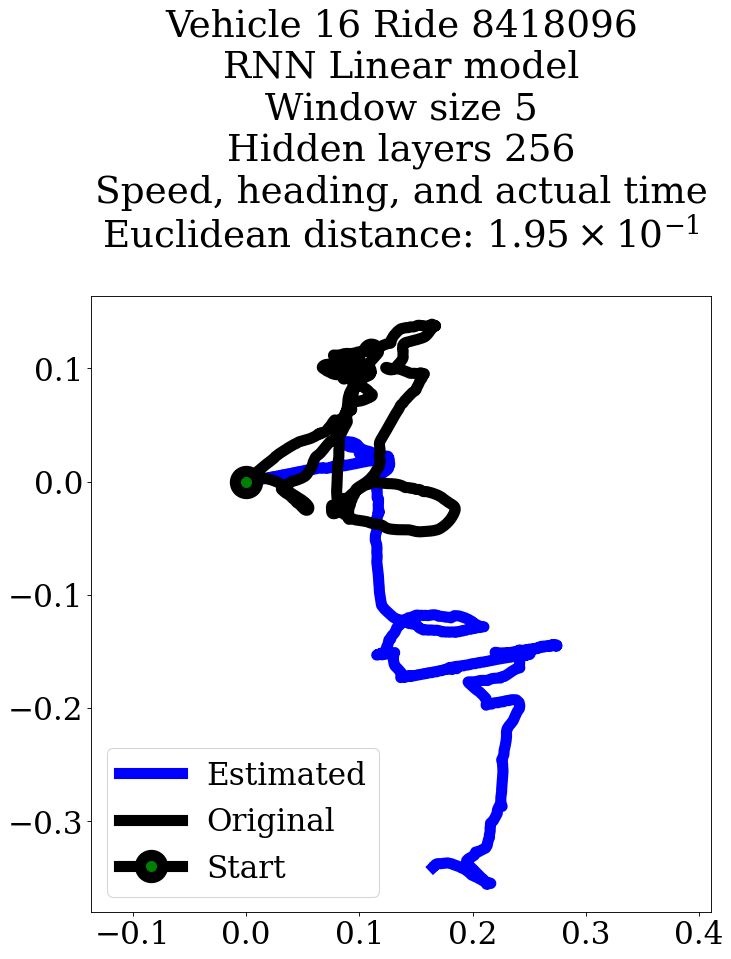 Vehicle 16 Ride 8418096
RNN Linear model
Window size 5
Hidden layers 256
Speed, heading, and actual time
Euclidean distance: 1.95 × 10⁻¹
0.1
0.0
−0.1
−0.2
−0.3
Estimated
Original
Start
−0.1 0.0 0.1 0.2 0.3 0.4